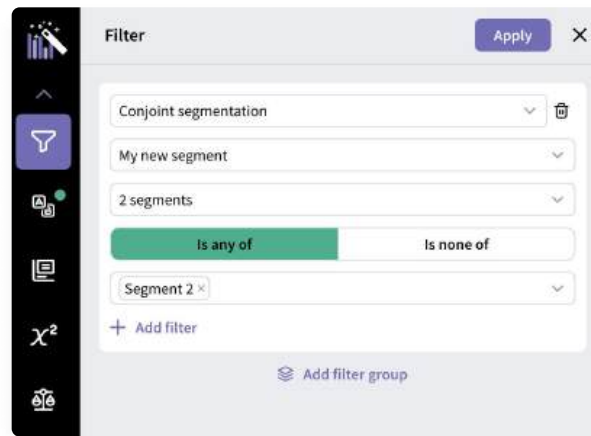 Filter
Apply
Conjoint segmentation
My new segment
2 segments
Is any of
Is none of
Segment 2 ×
+ Add filter
Add filter group
χ²